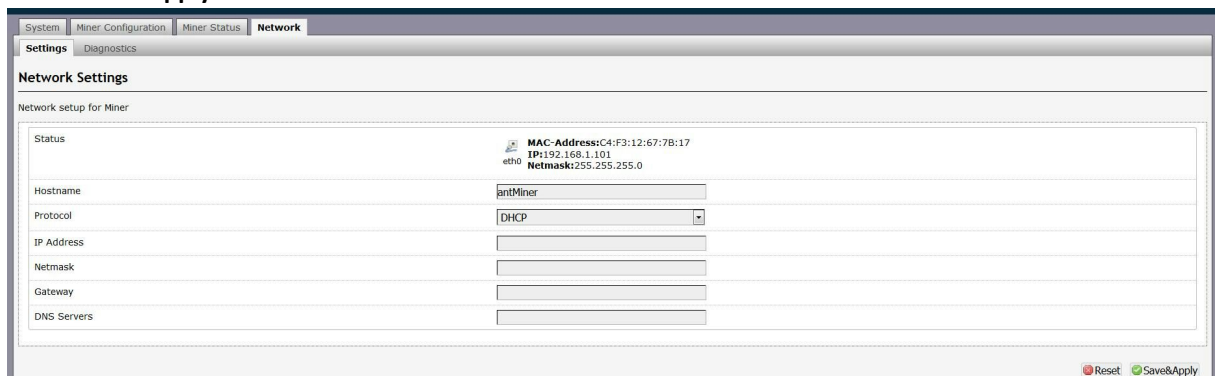 System Miner Configuration Miner Status Network
Settings Diagnostics
Network Settings
Network setup for Miner
Status
MAC-Address:C4:F3:12:67:7B:17
IP:192.168.1.101
eth0
Netmask:255.255.255.0
Hostname antMiner
Protocol DHCP
IP Address
Netmask
Gateway
DNS Servers
Reset Save&Apply